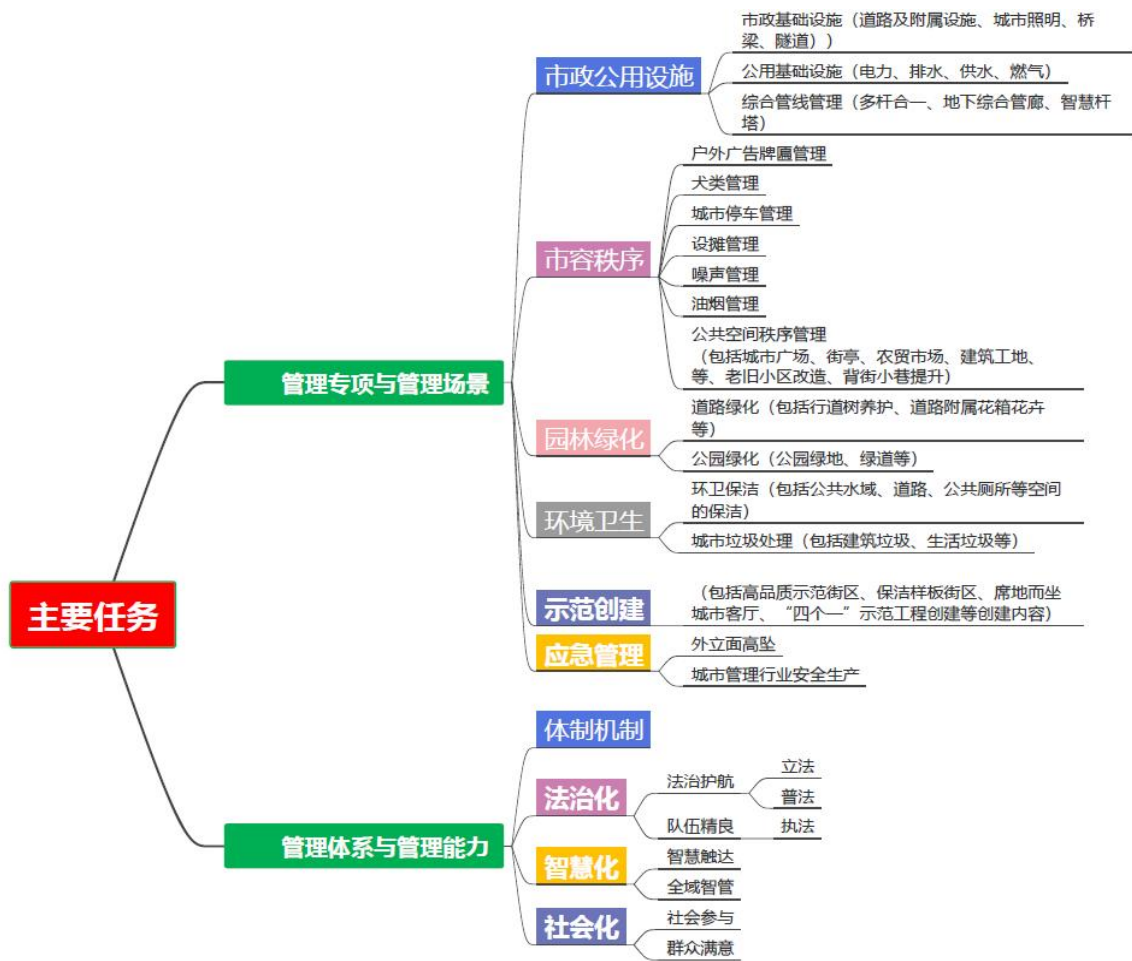 主要任务
管理专项与管理场景
市政公用设施
市政基础设施（道路及附属设施、城市照明、桥
梁、隧道））
公用基础设施（电力、排水、供水、燃气）
综合管线管理（多杆合一、地下综合管廊、智慧杆
塔）
市容秩序
户外广告牌匾管理
犬类管理
城市停车管理
设摊管理
噪声管理
油烟管理
公共空间秩序管理
（包括城市广场、街亭、农贸市场、建筑工地、
等、老旧小区改造、背街小巷提升）
园林绿化
道路绿化（包括行道树养护、道路附属花箱花卉
等）
公园绿化（公园绿地、绿道等）
环境卫生
环卫保洁（包括公共水域、道路、公共厕所等空间
的保洁）
城市垃圾处理（包括建筑垃圾、生活垃圾等）
示范创建
（包括高品质示范街区、保洁样板街区、席地而坐
城市客厅、“四个一”示范工程创建等创建内容）
应急管理
外立面高坠
城市管理行业安全生产
管理体系与管理能力
体制机制
法治化
法治护航
立法
普法
队伍精良
执法
智慧化
智慧触达
全域智管
社会化
社会参与
群众满意